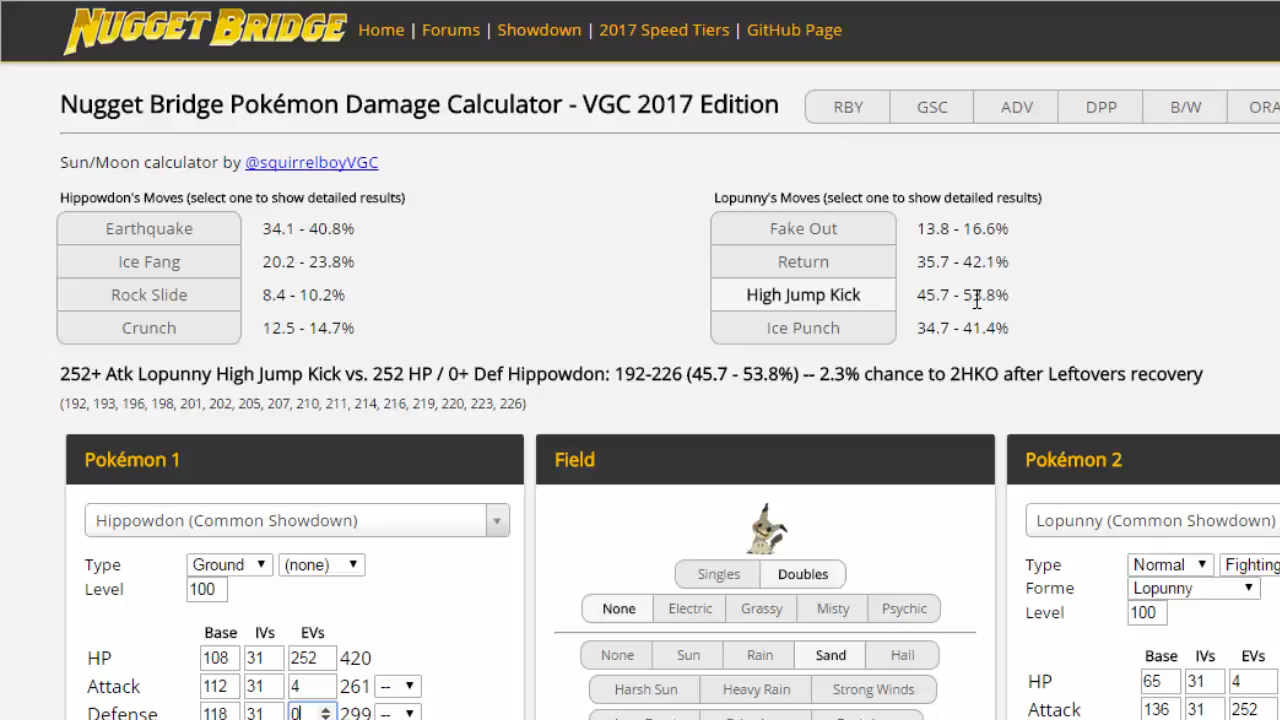 NUGGET BRIDGE Home | Forums | Showdown | 2017 Speed Tiers | GitHub Page
Nugget Bridge Pokémon Damage Calculator - VGC 2017 Edition RBY GSC ADV DPP B/W ORA
Sun/Moon calculator by @squirrelboyVGC
Hippowdon's Moves (select one to show detailed results) Lopunny's Moves (select one to show detailed results)
Earthquake 34.1 - 40.8% Fake Out 13.8 - 16.6%
Ice Fang 20.2 - 23.8% Return 35.7 - 42.1%
Rock Slide 8.4 - 10.2% High Jump Kick 45.7 - 53.8%
Crunch 12.5 - 14.7% Ice Punch 34.7 - 41.4%
252+ Atk Lopunny High Jump Kick vs. 252 HP / 0+ Def Hippowdon: 192-226 (45.7 - 53.8%) -- 2.3% chance to 2HKO after Leftovers recovery
(192, 193, 196, 198, 201, 202, 205, 207, 210, 211, 214, 216, 219, 220, 223, 226)
Pokémon 1 Field Pokémon 2
Hippowdon (Common Showdown) Lopunny (Common Showdown)
Singles Doubles
Type Ground (none) Type Normal Fighting
Level 100 Forme Lopunny
None Electric Grassy Misty Psychic Level 100
Base IVs EVs
None Sun Rain Sand Hail Base IVs EVs
HP 108 31 252 420 HP 65 31 4
Attack 112 31 4 261 -- Harsh Sun Heavy Rain Strong Winds Attack 136 31 252
Defense 118 31 0 299 --